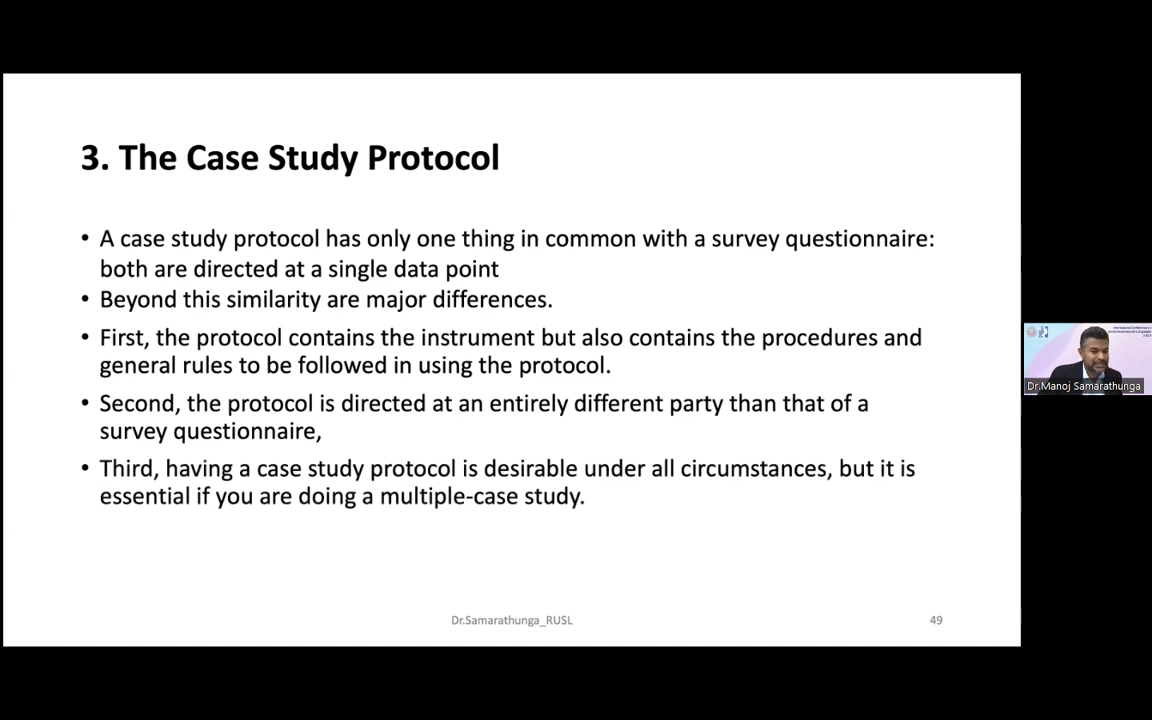 3. The Case Study Protocol
• A case study protocol has only one thing in common with a survey questionnaire:
both are directed at a single data point
• Beyond this similarity are major differences.
• First, the protocol contains the instrument but also contains the procedures and
general rules to be followed in using the protocol.
• Second, the protocol is directed at an entirely different party than that of a
survey questionnaire,
• Third, having a case study protocol is desirable under all circumstances, but it is
essential if you are doing a multiple-case study.
Dr.Samarathunga_RUSL
49
Dr.Manoj Samarathunga